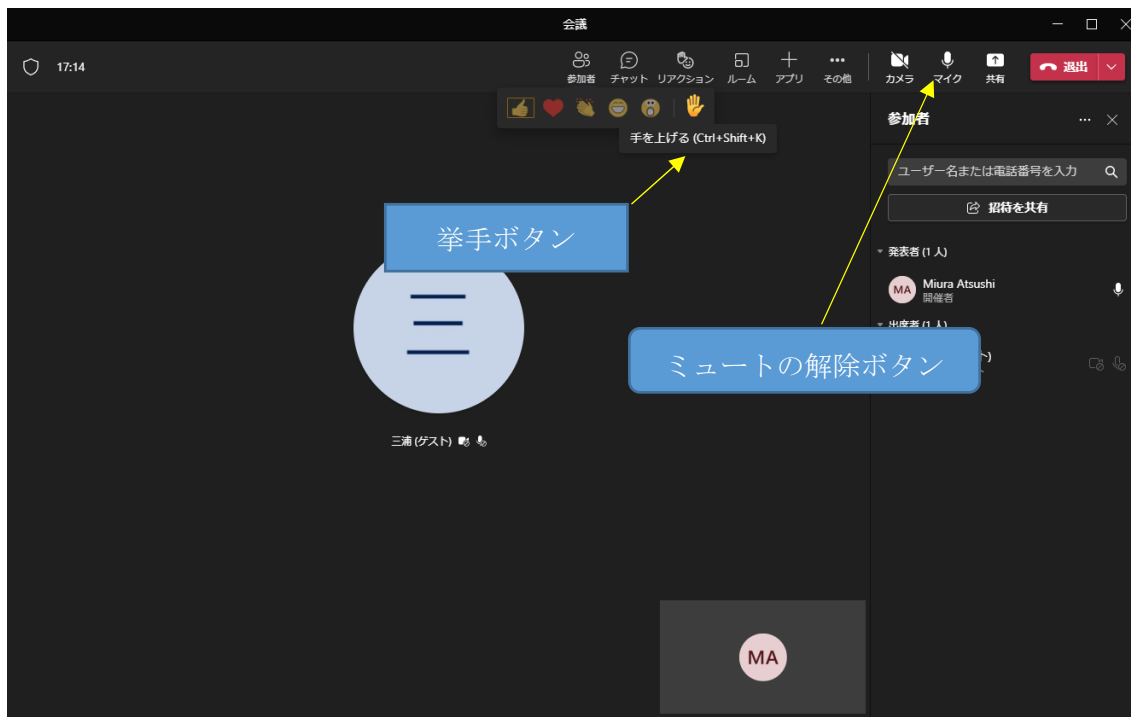 会議
17:14
参加者 チャット リアクション ルーム アプリ その他 カメラ マイク 共有 退出
手を上げる (Ctrl+Shift+K)
挙手ボタン
三
三浦 (ゲスト)
参加者
ユーザー名または電話番号を入力
招待を共有
発表者 (1 人)
MA Miura Atsushi
開催者
出席者 (1 人)
ミュートの解除ボタン
MA